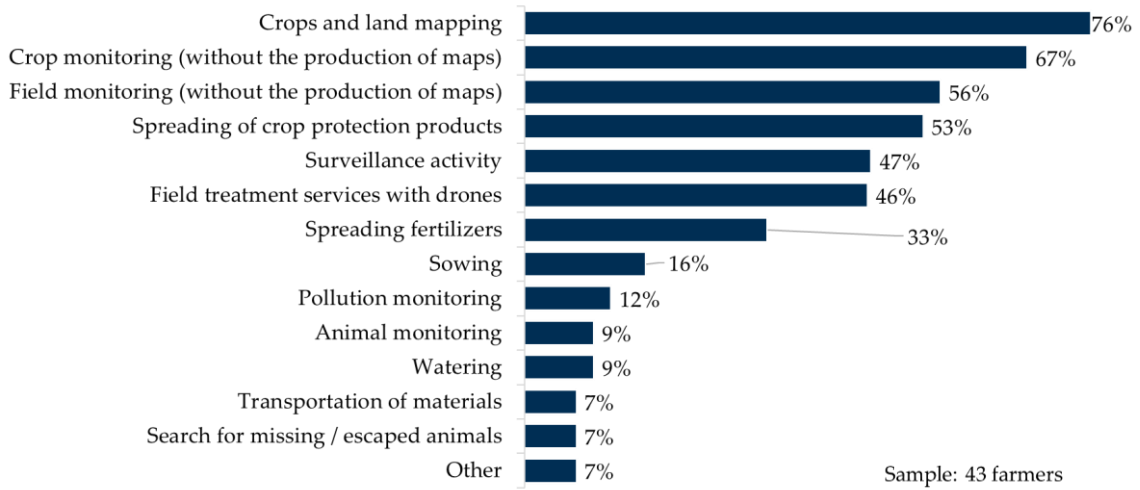 Crops and land mapping 76%
Crop monitoring (without the production of maps) 67%
Field monitoring (without the production of maps) 56%
Spreading of crop protection products 53%
Surveillance activity 47%
Field treatment services with drones 46%
Spreading fertilizers 33%
Sowing 16%
Pollution monitoring 12%
Animal monitoring 9%
Watering 9%
Transportation of materials 7%
Search for missing / escaped animals 7%
Other 7%
Sample: 43 farmers